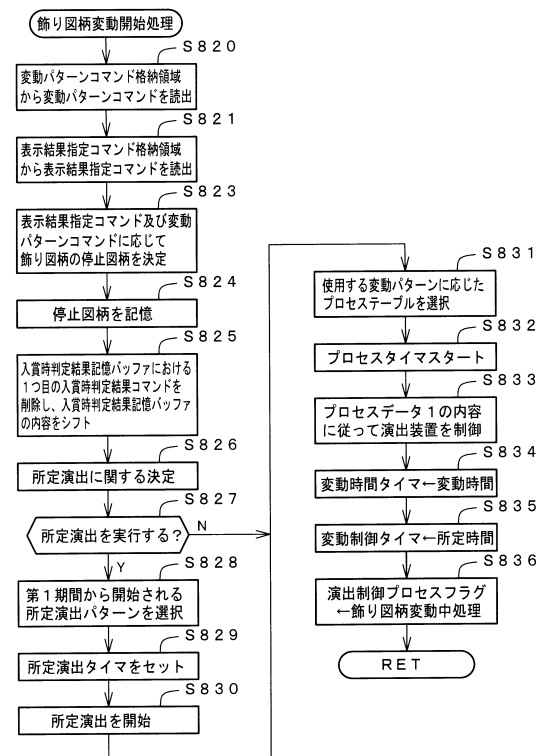 飾り図柄変動開始処理
S820
変動パターンコマンド格納領域
から変動パターンコマンドを読出
S821
表示結果指定コマンド格納領域
から表示結果指定コマンドを読出
S823
表示結果指定コマンド及び変動
パターンコマンドに応じて
飾り図柄の停止図柄を決定
S824
停止図柄を記憶
S825
入賞時判定結果記憶バッファにおける
1つ目の入賞時判定結果コマンドを
削除し、入賞時判定結果記憶バッファ
の内容をシフト
S826
所定演出に関する決定
S827
所定演出を実行する?
N
Y
S828
第1期間から開始される
所定演出パターンを選択
S829
所定演出タイマをセット
S830
所定演出を開始
S831
使用する変動パターンに応じた
プロセステーブルを選択
S832
プロセスタイマスタート
S833
プロセスデータ1の内容
に従って演出装置を制御
S834
変動時間タイマ←変動時間
S835
変動制御タイマ←所定時間
S836
演出制御プロセスフラグ
←飾り図柄変動中処理
RET